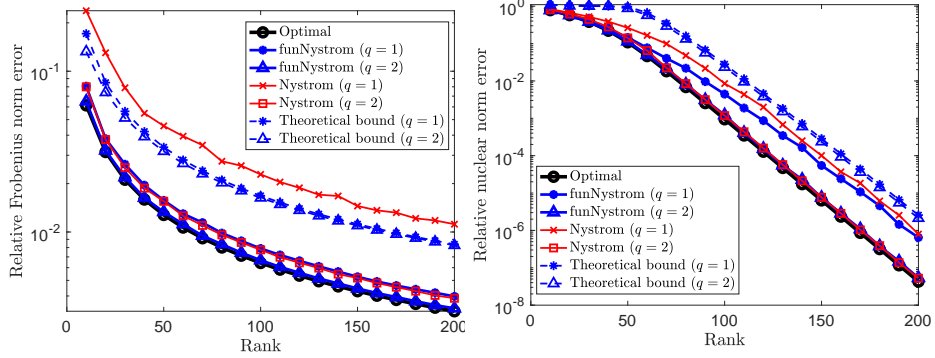 Relative Frobenius norm error
10^-1
10^-2
Optimal
funNystrom (q = 1)
funNystrom (q = 2)
Nystrom (q = 1)
Nystrom (q = 2)
Theoretical bound (q = 1)
Theoretical bound (q = 2)
0 50 100 150 200
Rank
Relative nuclear norm error
10^0
10^-2
10^-4
10^-6
10^-8
Optimal
funNystrom (q = 1)
funNystrom (q = 2)
Nystrom (q = 1)
Nystrom (q = 2)
Theoretical bound (q = 1)
Theoretical bound (q = 2)
0 50 100 150 200
Rank